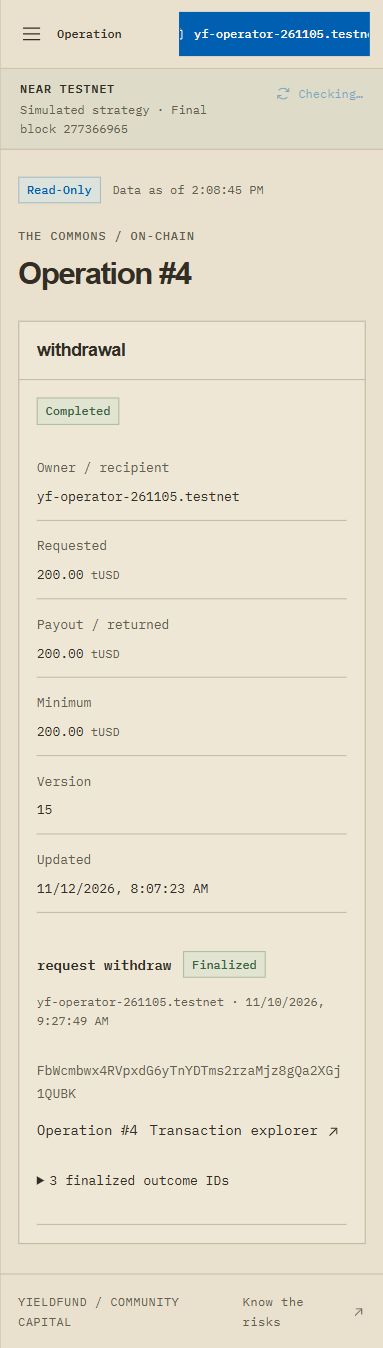 Operation
yf-operator-261105.testn
NEAR TESTNET
Simulated strategy · Final
block 277366965
Checking…
Read-Only
Data as of 2:08:45 PM
THE COMMONS / ON-CHAIN
Operation #4
withdrawal
Completed
Owner / recipient
yf-operator-261105.testnet
Requested
200.00 tUSD
Payout / returned
200.00 tUSD
Minimum
200.00 tUSD
Version
15
Updated
11/12/2026, 8:07:23 AM
request withdraw
Finalized
yf-operator-261105.testnet · 11/10/2026,
9:27:49 AM
FbWcmbwx4RVpxdG6yTnYDTms2rzaMjz8gQa2XGj
1QUBK
Operation #4 Transaction explorer ↗
▶ 3 finalized outcome IDs
YIELDFUND / COMMUNITY
CAPITAL
Know the
risks ↗